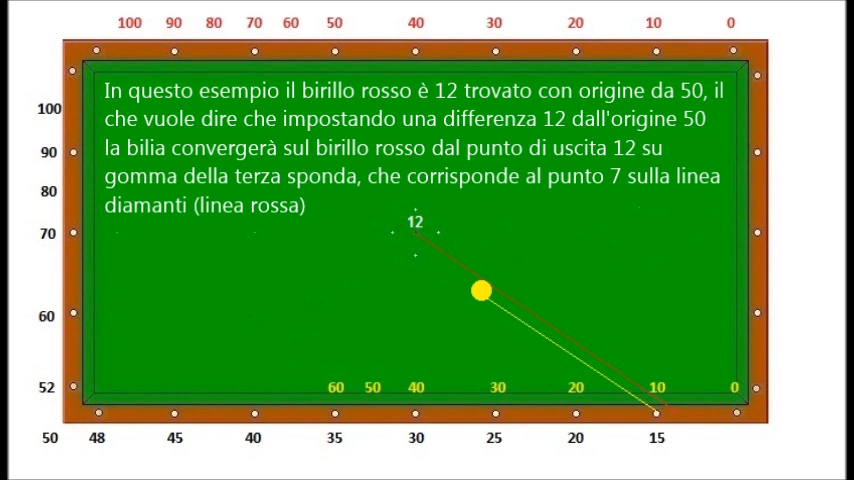 100 90 80 70 60 50 40 30 20 10 0
In questo esempio il birillo rosso è 12 trovato con origine da 50, il
che vuole dire che impostando una differenza 12 dall'origine 50
la bilia convergerà sul birillo rosso dal punto di uscita 12 su
gomma della terza sponda, che corrisponde al punto 7 sulla linea
diamanti (linea rossa)
100
90
80
70
60
52
12
60 50 40 30 20 10 0
50 48 45 40 35 30 25 20 15